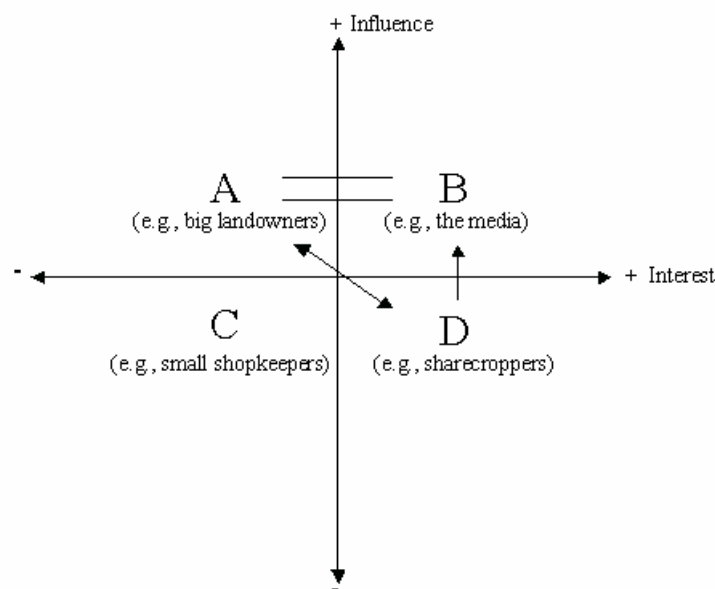 + Influence
A
B
(e.g., big landowners)
(e.g., the media)
-
+ Interest
C
D
(e.g., small shopkeepers)
(e.g., sharecroppers)
-